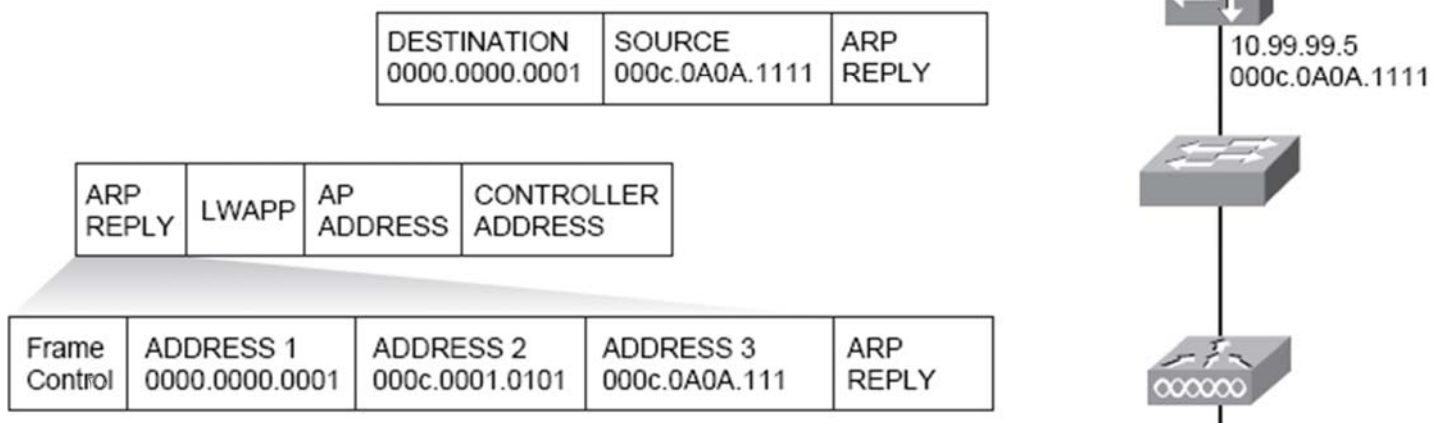 DESTINATION
0000.0000.0001
SOURCE
000c.0A0A.1111
ARP
REPLY
10.99.99.5
000c.0A0A.1111
ARP
REPLY
LWAPP
AP
ADDRESS
CONTROLLER
ADDRESS
Frame
Control
ADDRESS 1
0000.0000.0001
ADDRESS 2
000c.0001.0101
ADDRESS 3
000c.0A0A.111
ARP
REPLY